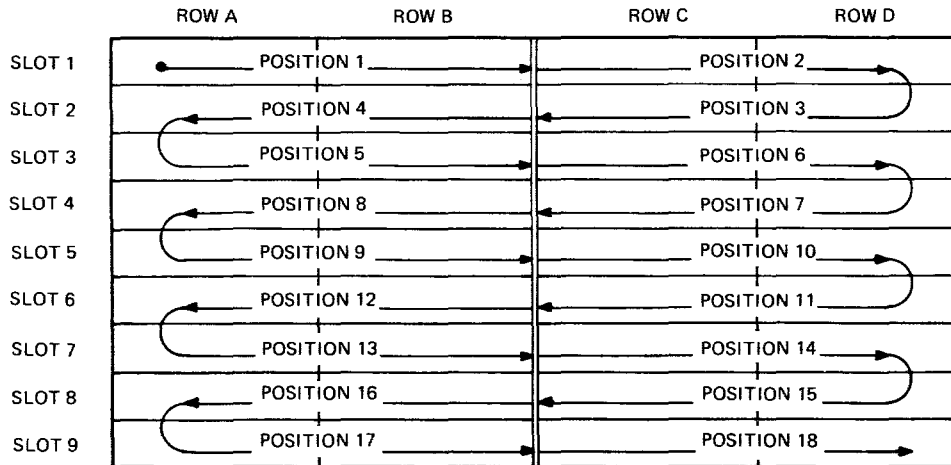 ROW A ROW B ROW C ROW D
SLOT 1 POSITION 1 POSITION 2
SLOT 2 POSITION 4 POSITION 3
SLOT 3 POSITION 5 POSITION 6
SLOT 4 POSITION 8 POSITION 7
SLOT 5 POSITION 9 POSITION 10
SLOT 6 POSITION 12 POSITION 11
SLOT 7 POSITION 13 POSITION 14
SLOT 8 POSITION 16 POSITION 15
SLOT 9 POSITION 17 POSITION 18